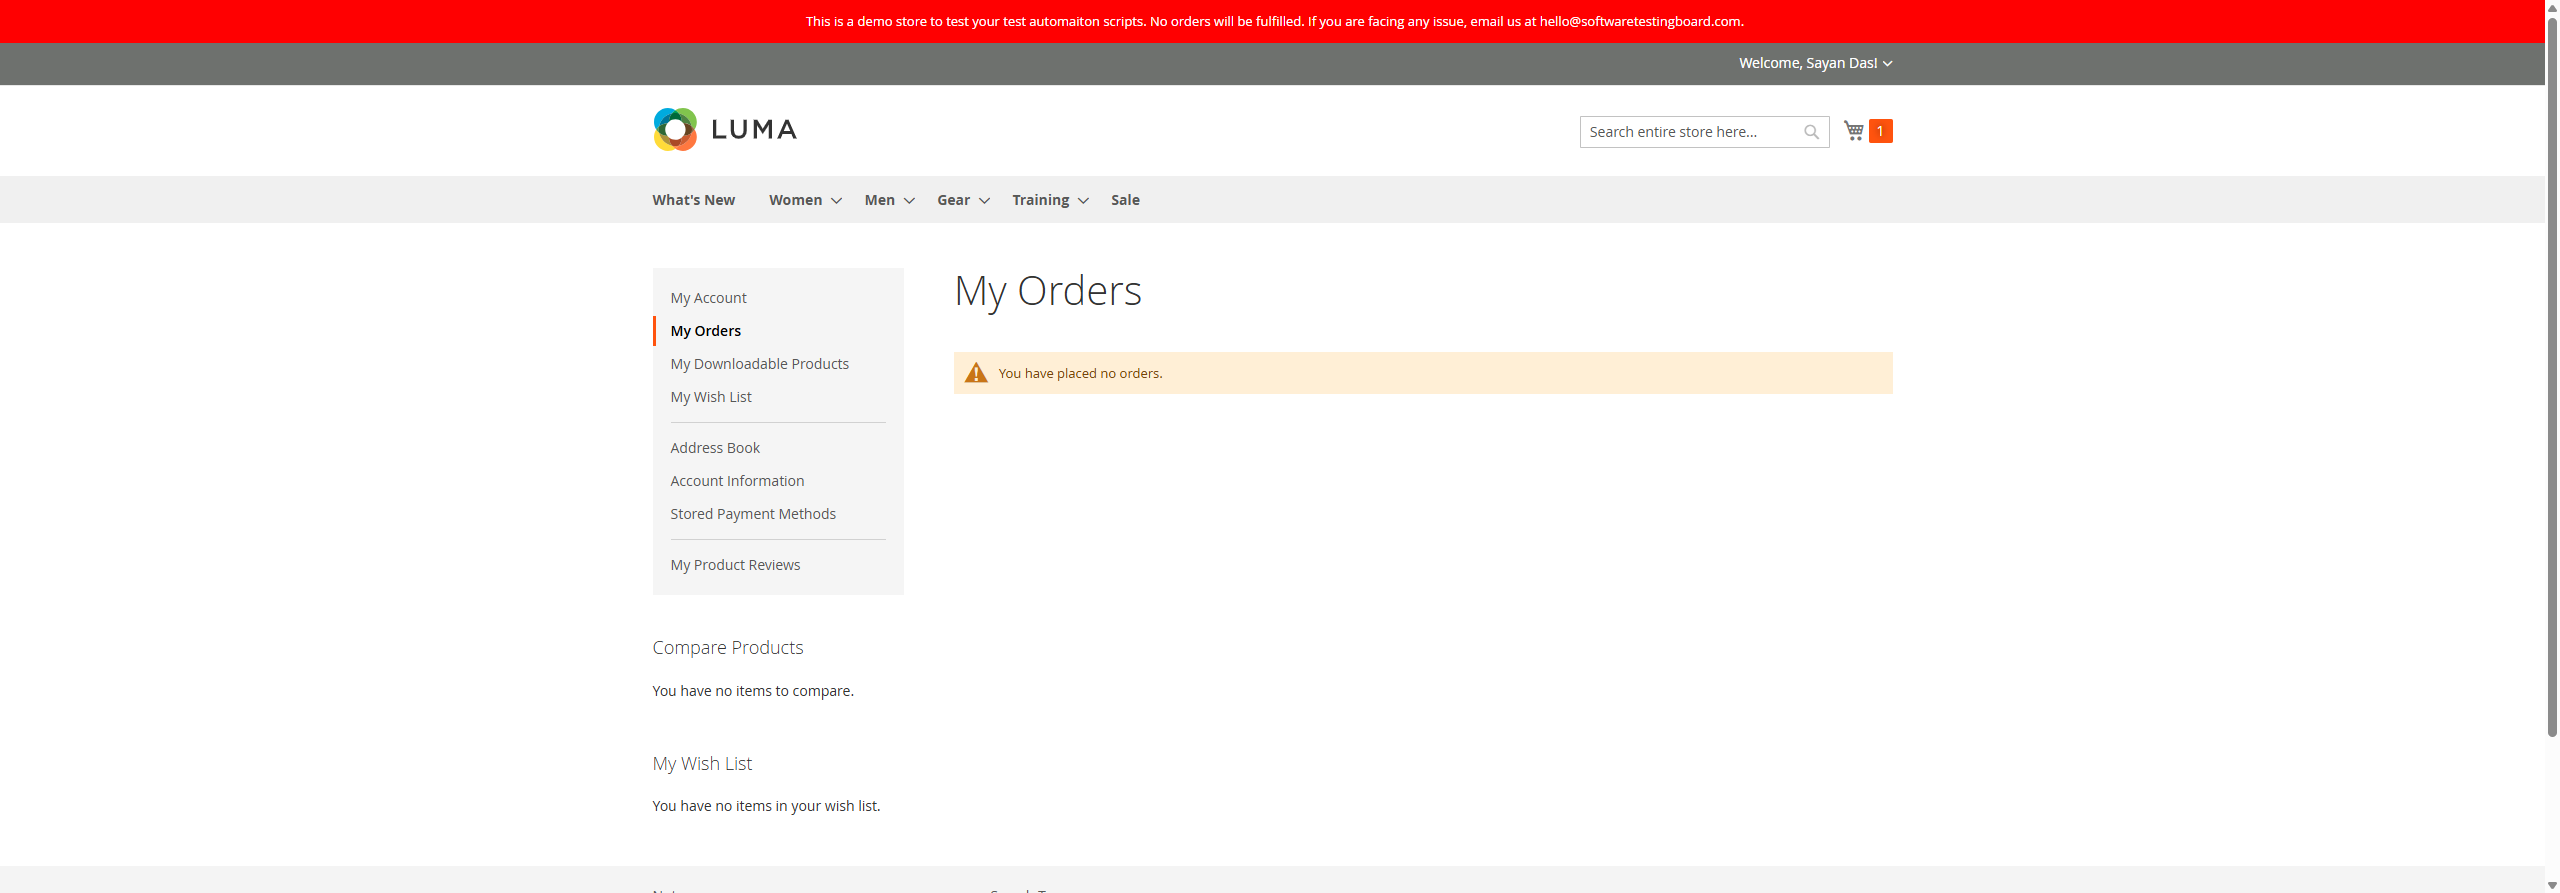 This is a demo store to test your test automaiton scripts. No orders will be fulfilled. If you are facing any issue, email us at hello@softwaretestingboard.com.
Welcome, Sayan Das!
LUMA
Search entire store here...
1
What's New Women Men Gear Training Sale
My Account
My Orders
My Downloadable Products
My Wish List
Address Book
Account Information
Stored Payment Methods
My Product Reviews
My Orders
You have placed no orders.
Compare Products
You have no items to compare.
My Wish List
You have no items in your wish list.